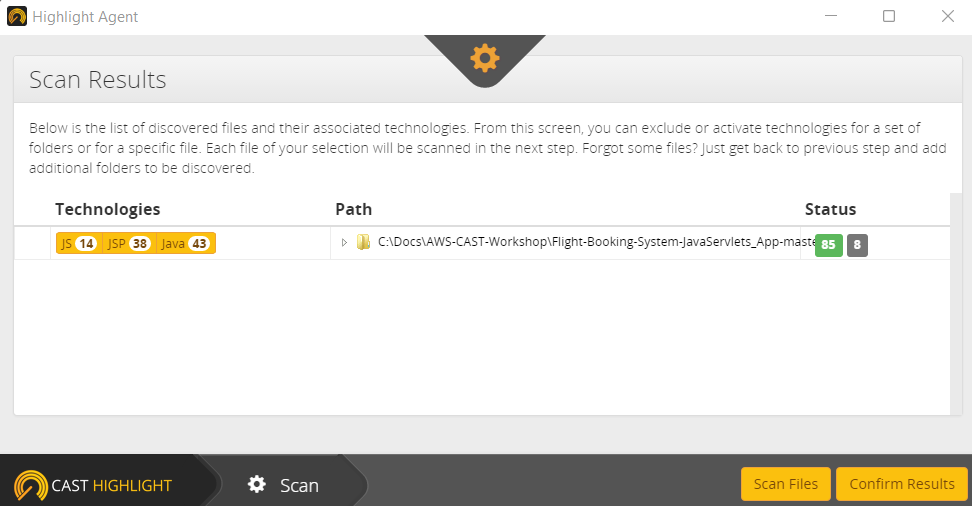 Highlight Agent
Scan Results
Below is the list of discovered files and their associated technologies. From this screen, you can exclude or activate technologies for a set of
folders or for a specific file. Each file of your selection will be scanned in the next step. Forgot some files? Just get back to previous step and add
additional folders to be discovered.
Technologies Path Status
JS 14 JSP 38 Java 43 C:\Docs\AWS-CAST-Workshop\Flight-Booking-System-JavaServlets_App-maste 85 8
CAST HIGHLIGHT Scan Scan Files Confirm Results